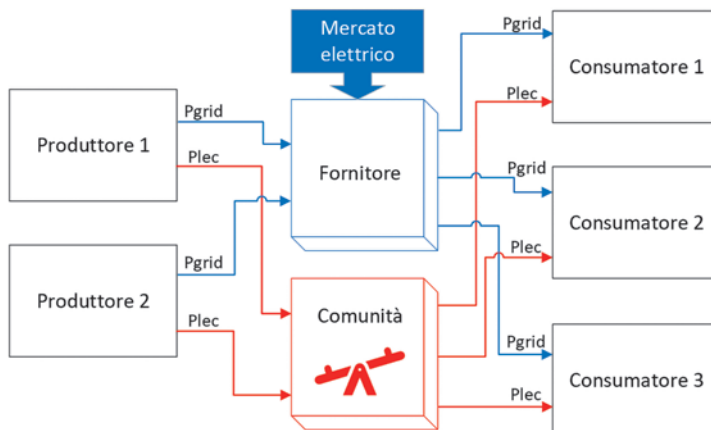 Mercato
elettrico
Pgrid
Consumatore 1
Plec
Produttore 1
Pgrid
Plec
Fornitore
Pgrid
Consumatore 2
Plec
Produttore 2
Pgrid
Plec
Comunità
Pgrid
Consumatore 3
Plec